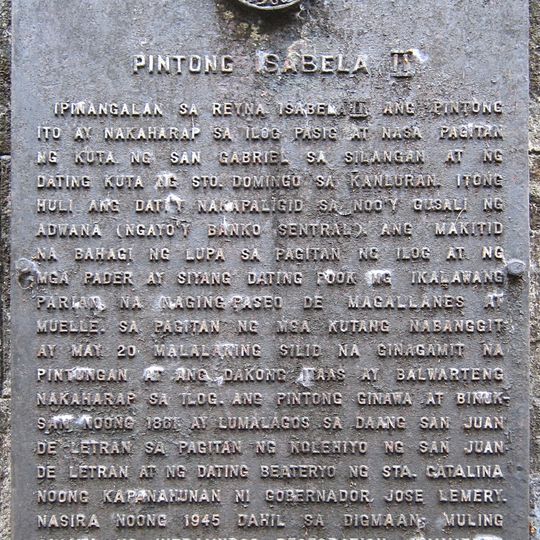 PINTONG ISABELA II
IPINANGALAN SA REYNA ISABELA II ANG PINTONG
ITO AY NAKAHARAP SA ILOG PASIG AT NASA PAGITAN
NG KUTA NG SAN GABRIEL SA SILANGAN AT NG
DATING KUTA NG STO. DOMINGO SA KANLURAN. ITONG
HULI ANG DATI'Y NAKAPALIGID SA NOO'Y GUSALI NG
ADWANA (NGAYO'Y BANKO SENTRAL). ANG MAKITID
NA BAHAGI NG LUPA SA PAGITAN NG ILOG AT NG
MGA PADER AY SIYANG DATING POOK NG IKALAWANG
PARIAN NA NAGING PASEO DE MAGALLANES AT
MUELLE. SA PAGITAN NG MGA KUTANG NABANGGIT
AY MAY 20 MALALAKING SILID NA GINAGAMIT NA
PINTUNGAN AT ANG DAKONG ITAAS AY BALWARTENG
NAKAHARAP SA ILOG. ANG PINTONG GINAWA AT BINUK-
SAN NOONG 1861 AY LUMALAGOS SA DAANG SAN JUAN
DE LETRAN SA PAGITAN NG KOLEHIYO NG SAN JUAN
DE LETRAN AT NG DATING BEATERYO NG STA. CATALINA
NOONG KAPANAHUNAN NI GOBERNADOR JOSE LEMERY.
NASIRA NOONG 1945 DAHIL SA DIGMAAN. MULING